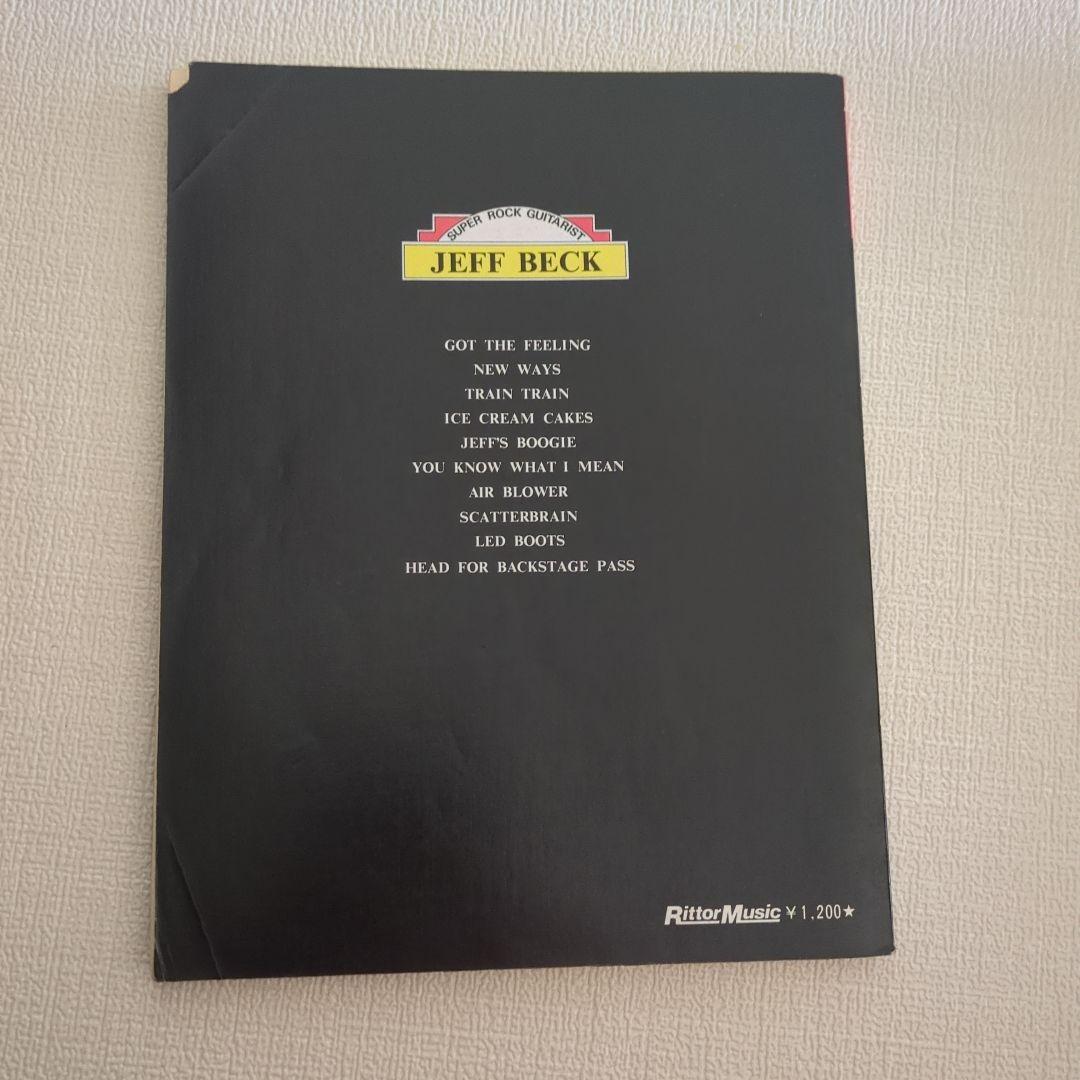 SUPER ROCK GUITARIST
JEFF BECK
GOT THE FEELING
NEW WAYS
TRAIN TRAIN
ICE CREAM CAKES
JEFF'S BOOGIE
YOU KNOW WHAT I MEAN
AIR BLOWER
SCATTERBRAIN
LED BOOTS
HEAD FOR BACKSTAGE PASS
RittorMusic ¥1,200★